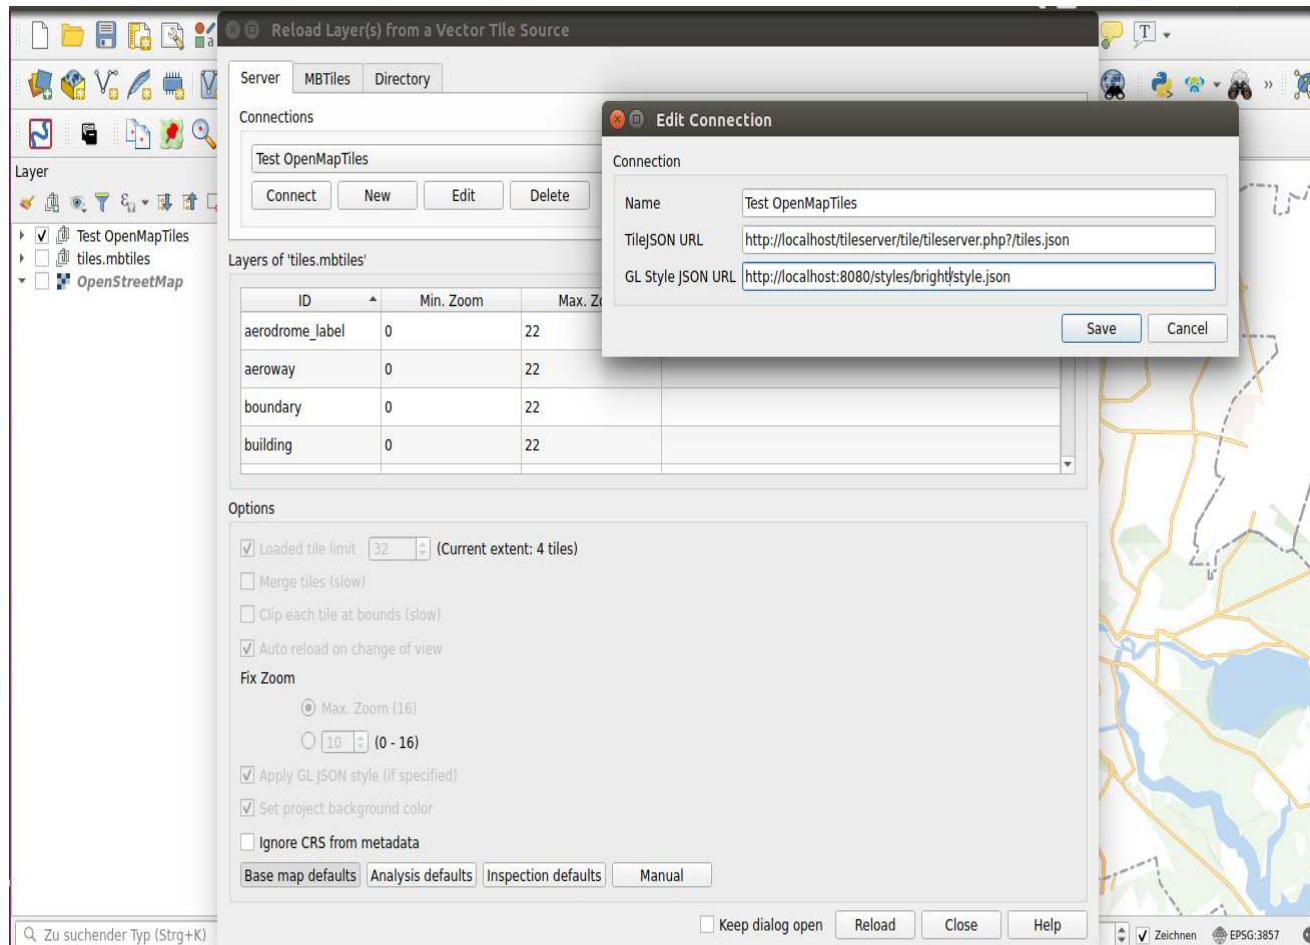 Reload Layer(s) from a Vector Tile Source
T
Server MBTiles Directory
Connections
Test OpenMapTiles
Connect New Edit Delete
Edit Connection
Connection
Name Test OpenMapTiles
TileJSON URL http://localhost/tileserver/tile/tileserver.php?/tiles.json
GL Style JSON URL http://localhost:8080/styles/bright/style.json
Save Cancel
Layer
Test OpenMapTiles
tiles.mbtiles
OpenStreetMap
Layers of 'tiles.mbtiles'
ID Min. Zoom
aerodrome_label 0 22
aeroway 0 22
boundary 0 22
building 0 22
Options
Loaded tile limit 32 (Current extent: 4 tiles)
Merge tiles (slow)
Clip each tile at bounds (slow)
Auto reload on change of view
Fix Zoom
Max. Zoom (16)
10 (0 - 16)
Apply GL JSON style (if specified)
Set project background color
Ignore CRS from metadata
Base map defaults Analysis defaults Inspection defaults Manual
Keep dialog open Reload Close Help
Zu suchender Typ (Strg+K)
Zeichnen EPSG:3857